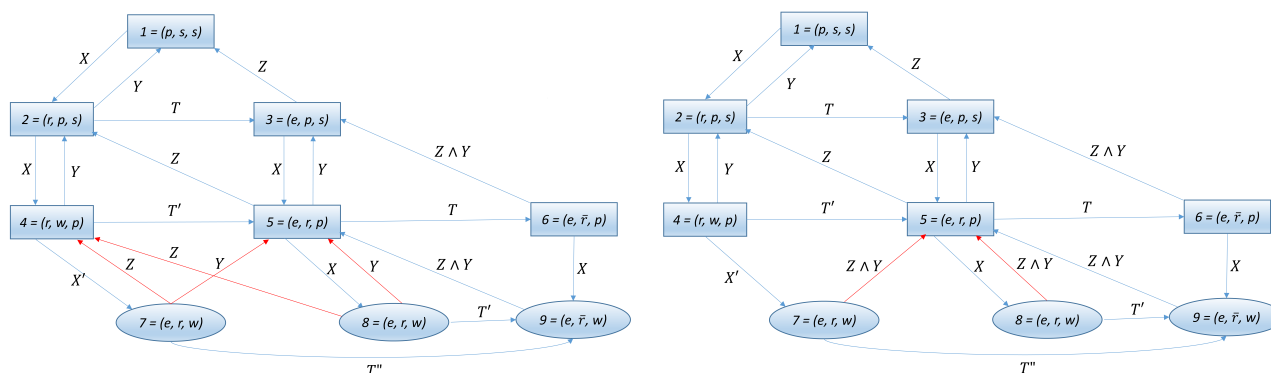 1 = (p, s, s)
X
Y
Z
2 = (r, p, s)
T
3 = (e, p, s)
X
Y
Z
X
Y
Z ∧ Y
4 = (r, w, p)
T'
5 = (e, r, p)
T
6 = (e, r̄, p)
X'
Z
Z
Y
X
Y
Z ∧ Y
X
7 = (e, r, w)
8 = (e, r, w)
T'
9 = (e, r̄, w)
T"
1 = (p, s, s)
X
Y
Z
2 = (r, p, s)
T
3 = (e, p, s)
X
Y
Z
X
Y
Z ∧ Y
4 = (r, w, p)
T'
5 = (e, r, p)
T
6 = (e, r̄, p)
X'
Z ∧ Y
X
Z ∧ Y
Z ∧ Y
X
7 = (e, r, w)
8 = (e, r, w)
T'
9 = (e, r̄, w)
T"